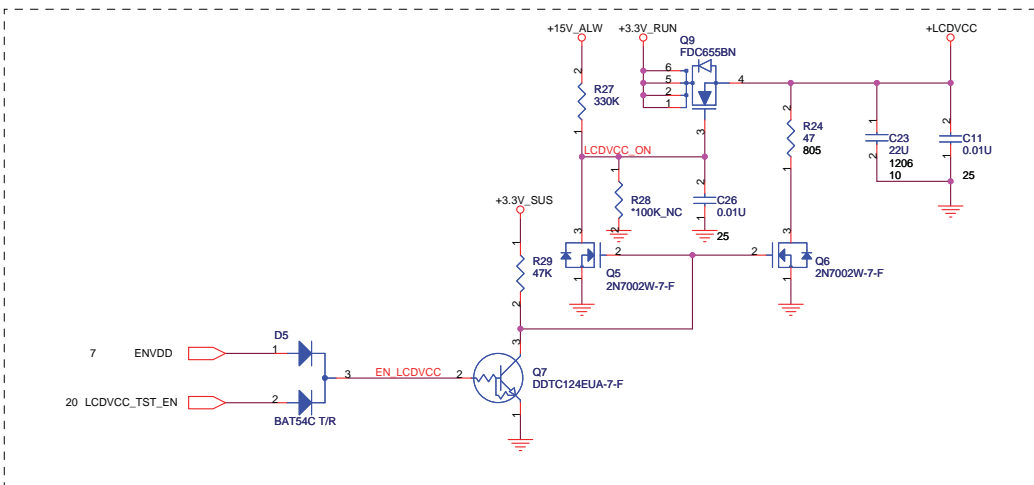 +15V_ALW
+3.3V_RUN
+LCDVCC
Q9
FDC655BN
6
5
2
1
4
3
2
R27
330K
1
LCDVCC_ON
2
R24
47
805
1
C23
22U
1206
10
2
2
C11
0.01U
1
25
1
R28
*100K_NC
2
2
C26
0.01U
1
25
+3.3V_SUS
1
R29
47K
2
3
2
Q5
2N7002W-7-F
1
3
2
Q6
2N7002W-7-F
1
D5
7 ENVDD
1
3
EN_LCDVCC
2
3
Q7
DDTC124EUA-7-F
1
20 LCDVCC_TST_EN
2
BAT54C T/R